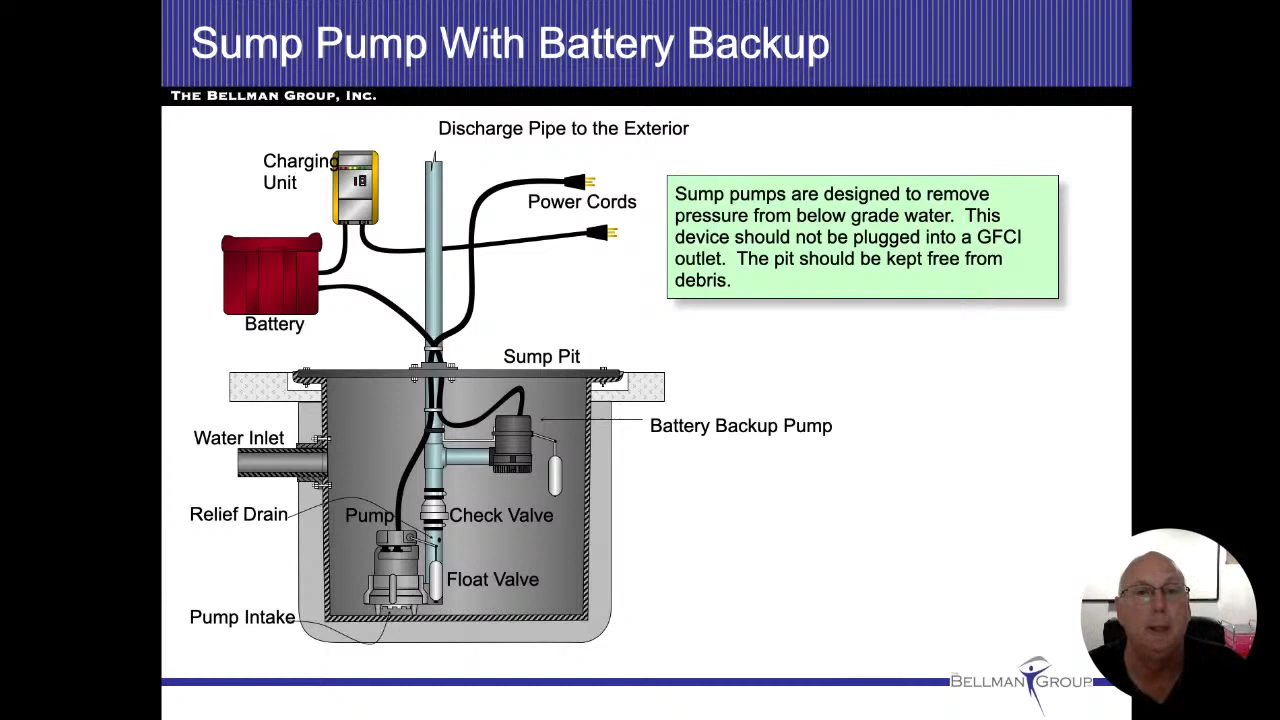 Sump Pump With Battery Backup
THE BELLMAN GROUP, INC.
Discharge Pipe to the Exterior
Charging
Unit
Power Cords
Sump pumps are designed to remove
pressure from below grade water. This
device should not be plugged into a GFCI
outlet. The pit should be kept free from
debris.
Battery
Sump Pit
Battery Backup Pump
Water Inlet
Relief Drain
Pump
Check Valve
Float Valve
Pump Intake
THE BELLMAN GROUP